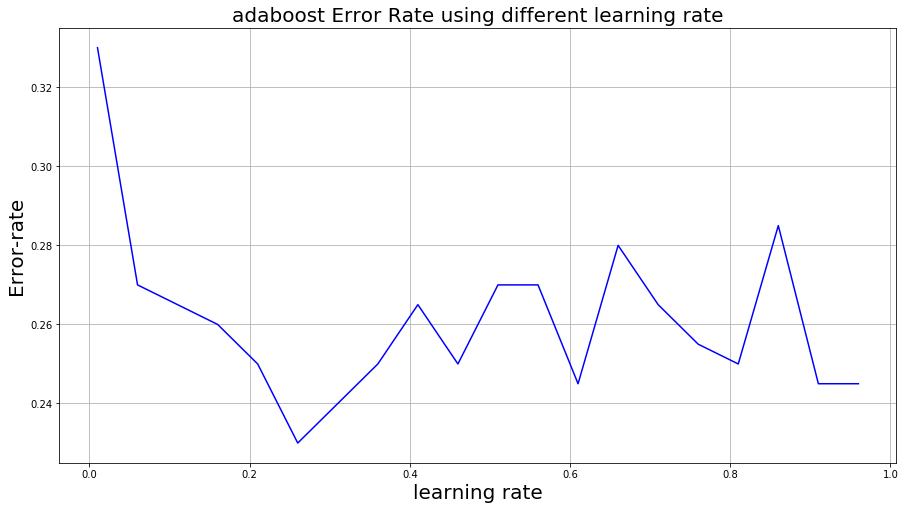 adaboost Error Rate using different learning rate
Error-rate
0.32
0.30
0.28
0.26
0.24
0.0 0.2 0.4 0.6 0.8 1.0
learning rate